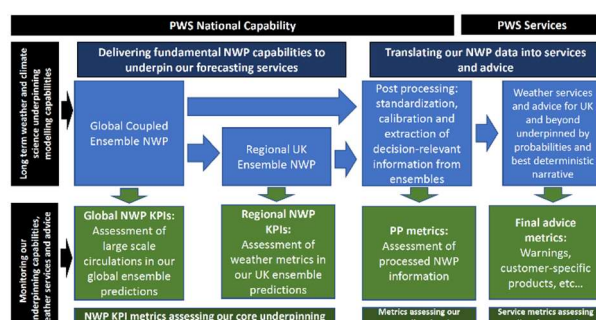 PWS National Capability
PWS Services
Delivering fundamental NWP capabilities to
underpin our forecasting services
Translating our NWP data into services
and advice
Long term weather and climate
science underpinning
modelling capabilities
Global Coupled
Ensemble NWP
Regional UK
Ensemble NWP
Post processing:
standardization,
calibration and
extraction of
decision-relevant
information from
ensembles
Weather services
and advice for UK
and beyond
underpinned by
probabilities and
best deterministic
narrative
Monitoring our
underpinning capabilities,
weather services and advice
Global NWP KPIs:
Assessment of
large scale
circulations in our
global ensemble
predictions
Regional NWP
KPIs:
Assessment of
weather metrics in
our UK ensemble
predictions
PP metrics:
Assessment of
processed NWP
information
Final advice
metrics:
Warnings,
customer-specific
products, etc...
NWP KPI metrics assessing our core underpinning
Metrics assessing our
Service metrics assessing